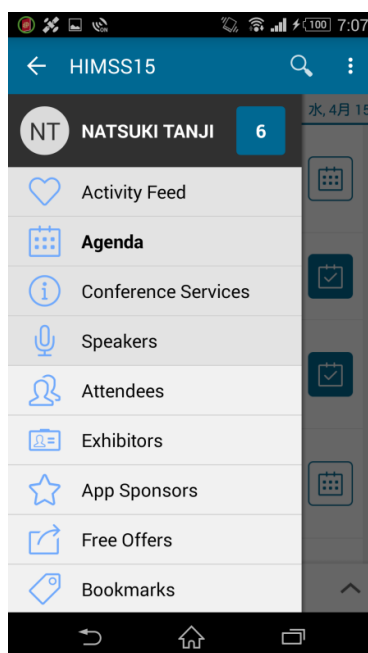 100 7:07
HIMSS15
水, 4月 15
NT NATSUKI TANJI 6
Activity Feed
Agenda
Conference Services
Speakers
Attendees
Exhibitors
App Sponsors
Free Offers
Bookmarks